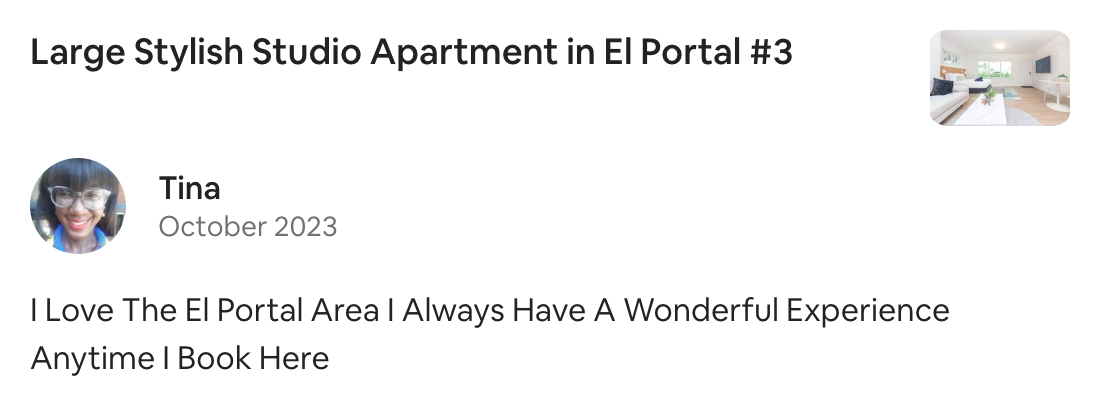 Large Stylish Studio Apartment in El Portal #3
Tina
October 2023
I Love The El Portal Area I Always Have A Wonderful Experience
Anytime I Book Here